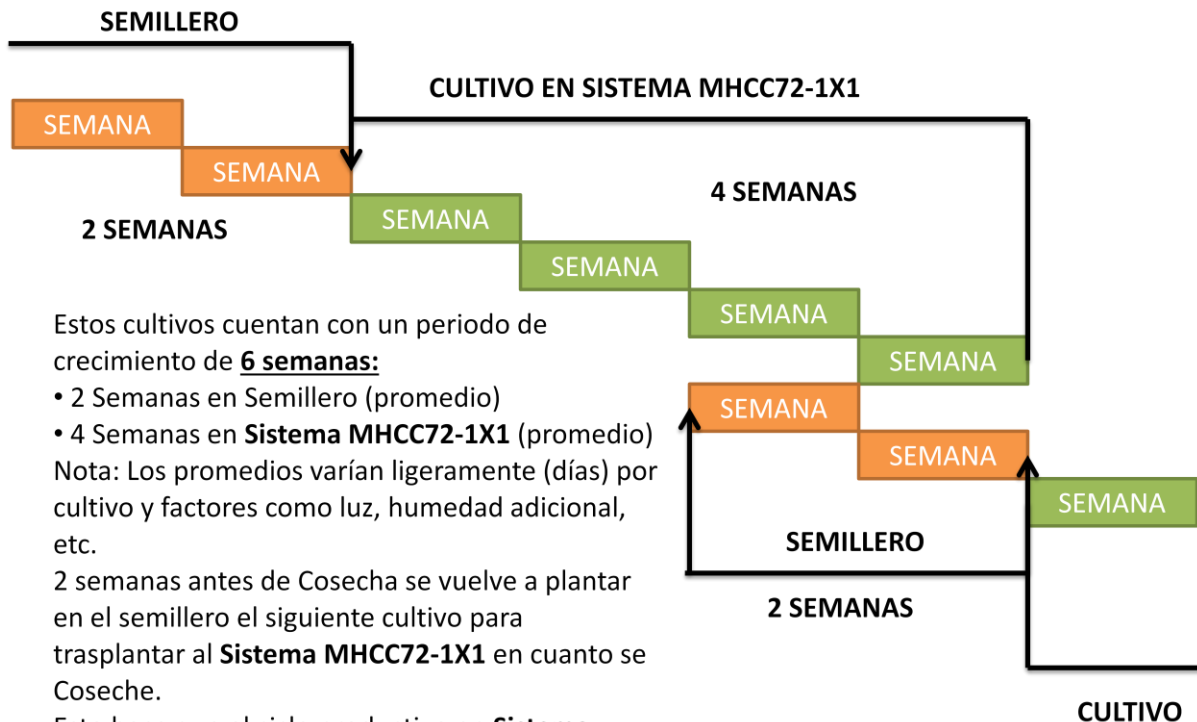 SEMILLERO
CULTIVO EN SISTEMA MHCC72-1X1
SEMANA
SEMANA
4 SEMANAS
2 SEMANAS
SEMANA
SEMANA
SEMANA
SEMANA
Estos cultivos cuentan con un periodo de
crecimiento de 6 semanas:
• 2 Semanas en Semillero (promedio)
• 4 Semanas en Sistema MHCC72-1X1 (promedio)
Nota: Los promedios varían ligeramente (días) por
cultivo y factores como luz, humedad adicional,
etc.
2 semanas antes de Cosecha se vuelve a plantar
en el semillero el siguiente cultivo para
trasplantar al Sistema MHCC72-1X1 en cuanto se
Coseche.
SEMANA
SEMANA
SEMANA
SEMILLERO
2 SEMANAS
CULTIVO